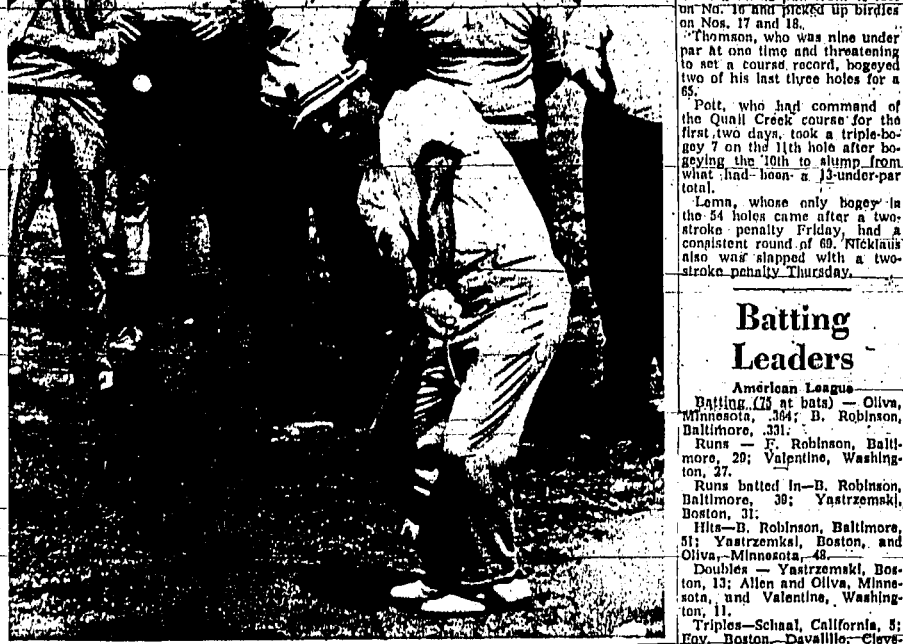 on No. 16 and picked up birdies
on Nos. 17 and 18.
Thomson, who was nine under
par at one time and threatening
to set a course record, bogeyed
two of his last three holes for a
65.
Pott, who had command of
the Quail Creek course for the
first two days, took a triple-bo-
gey 7 on the 11th hole after bo-
geying the 10th to slump from
what had been a 13-under-par
total.
Lema, whose only bogey in
the 54 holes came after a two-
stroke penalty Friday, had a
consistent round of 69. Nicklaus
also was slapped with a two-
stroke penalty Thursday.
Batting
Leaders
American League
Batting (75 at bats) — Oliva,
Minnesota, .364; B. Robinson,
Baltimore, .331;
Runs — F. Robinson, Balti-
more, 29; Valentine, Washing-
ton, 27.
Runs batted in—B. Robinson,
Baltimore, 39; Yastrzemski,
Boston, 31;
Hits—B. Robinson, Baltimore,
51; Yastrzemksi, Boston, and
Oliva, Minnesota, 48.
Doubles — Yastrzemski, Bos-
ton, 13; Allen and Oliva, Minne-
sota, and Valentine, Washing-
ton, 11.
Triples—Schaal, California, 5;
Foy, Boston, Davalillo, Cleve-